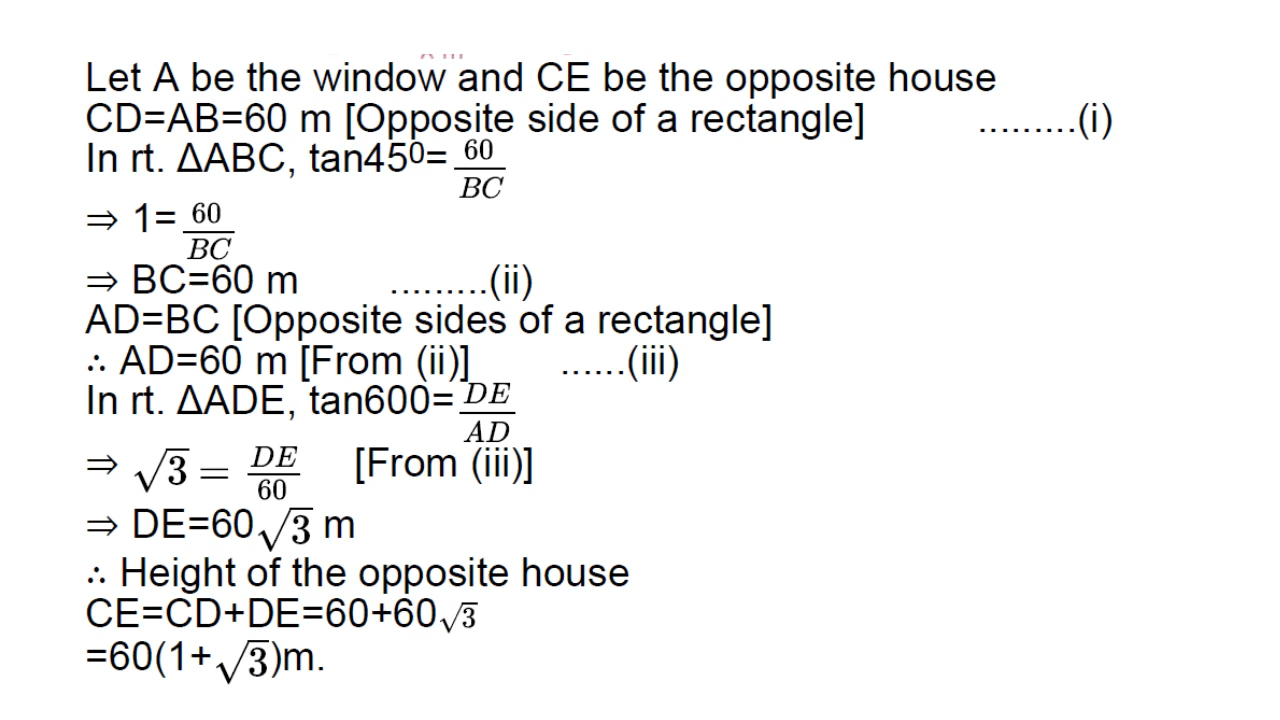 Let A be the window and CE be the opposite house
CD=AB=60 m [Opposite side of a rectangle] .........(i)
In rt. ΔABC, tan45⁰=60/BC
⇒ 1=60/BC
⇒ BC=60 m .........(ii)
AD=BC [Opposite sides of a rectangle]
∴ AD=60 m [From (ii)] ......(iii)
In rt. ΔADE, tan600=DE/AD
⇒ √3 = DE/60 [From (iii)]
⇒ DE=60√3 m
∴ Height of the opposite house
CE=CD+DE=60+60√3
=60(1+√3)m.